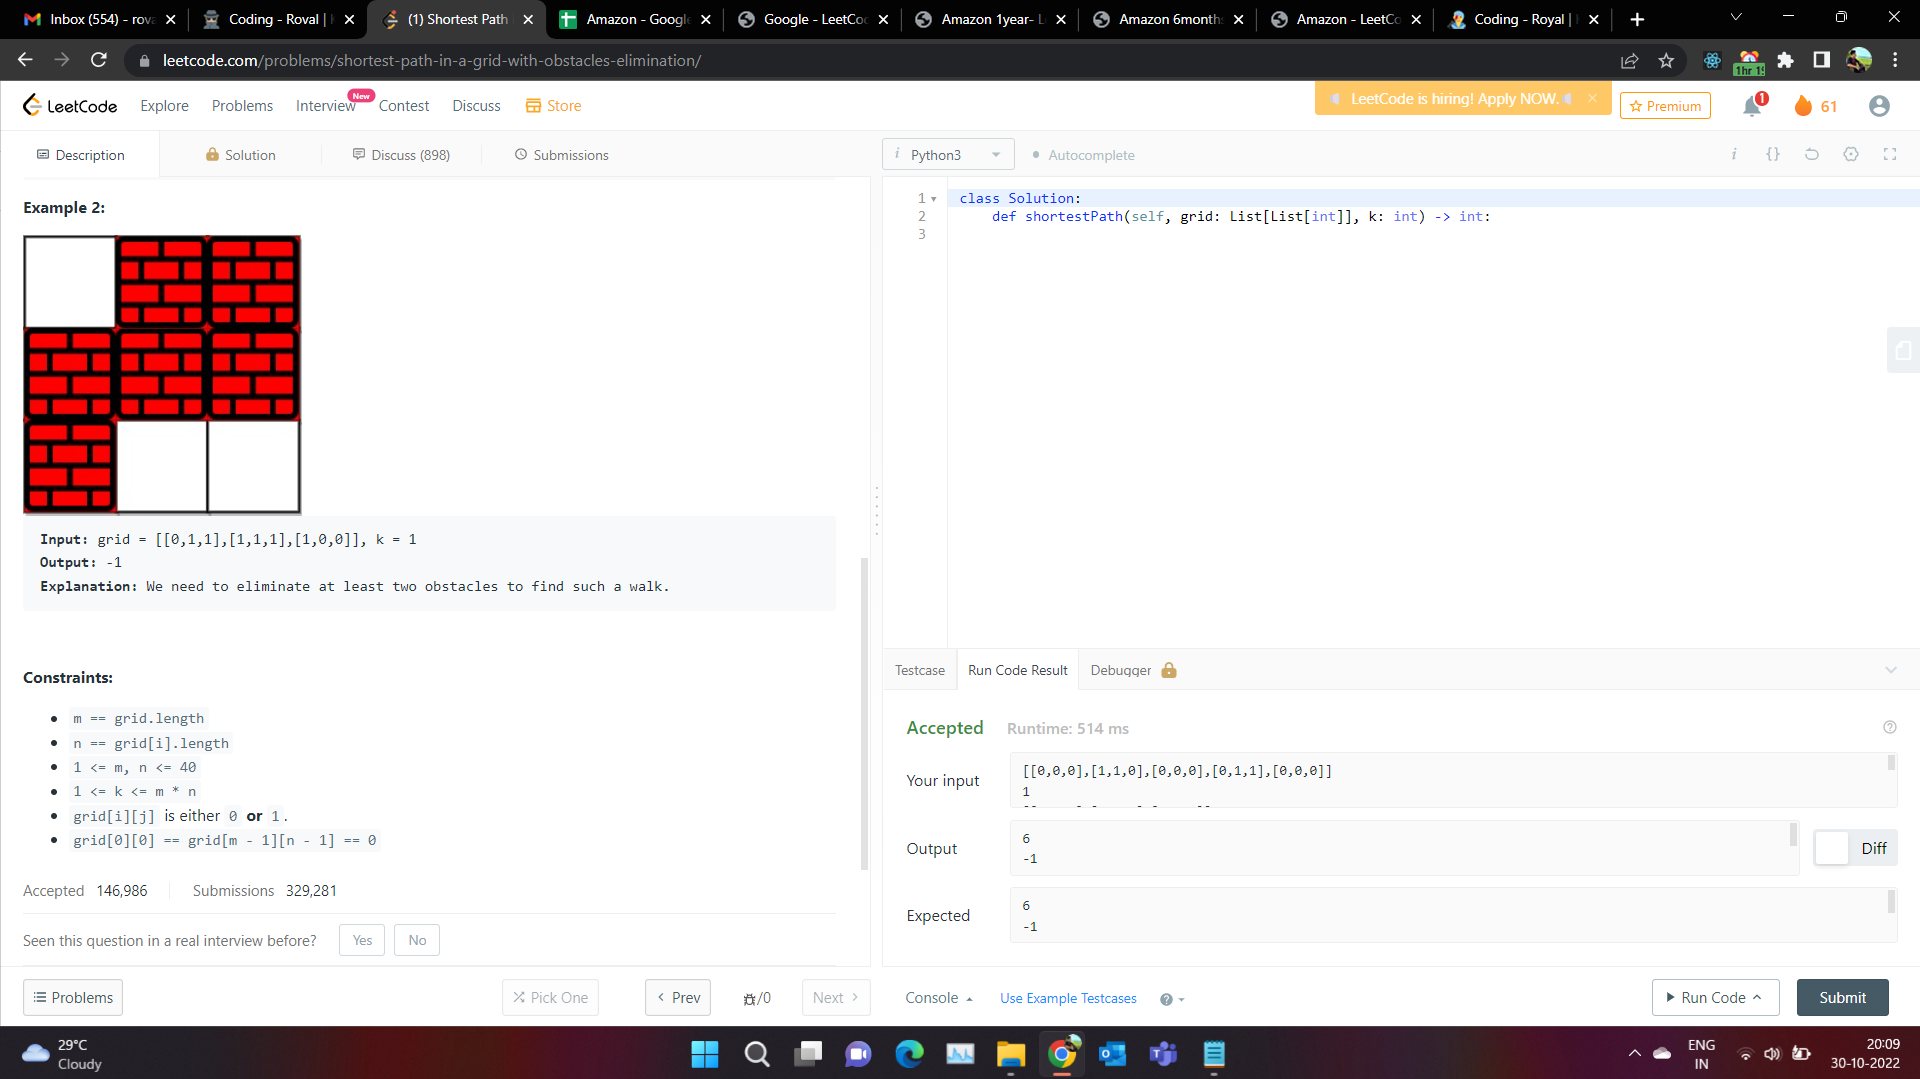 Inbox (554) - rova
Coding - Royal |
(1) Shortest Path
Amazon - Google
Google - LeetCo
Amazon 1year- L
Amazon 6months
Amazon - LeetCo
Coding - Royal |
leetcode.com/problems/shortest-path-in-a-grid-with-obstacles-elimination/
1hr 1
LeetCode
Explore
Problems
Interview
New
Contest
Discuss
Store
LeetCode is hiring! Apply NOW.
Premium
1
61
Description
Solution
Discuss (898)
Submissions
i Python3
Autocomplete
i {}
Example 2:
Input: grid = [[0,1,1],[1,1,1],[1,0,0]], k = 1
Output: -1
Explanation: We need to eliminate at least two obstacles to find such a walk.
Constraints:
m == grid.length
n == grid[i].length
1 <= m, n <= 40
1 <= k <= m * n
grid[i][j] is either 0 or 1.
grid[0][0] == grid[m - 1][n - 1] == 0
Accepted 146,986
Submissions 329,281
Seen this question in a real interview before?
Yes
No
Problems
Pick One
Prev
/0
Next
1 class Solution:
2 def shortestPath(self, grid: List[List[int]], k: int) -> int:
3
Testcase
Run Code Result
Debugger
Accepted
Runtime: 514 ms
Your input
[[0,0,0],[1,1,0],[0,0,0],[0,1,1],[0,0,0]]
1
Output
6
-1
Diff
Expected
6
-1
Console
Use Example Testcases
Run Code
Submit
29°C
Cloudy
ENG
IN
20:09
30-10-2022